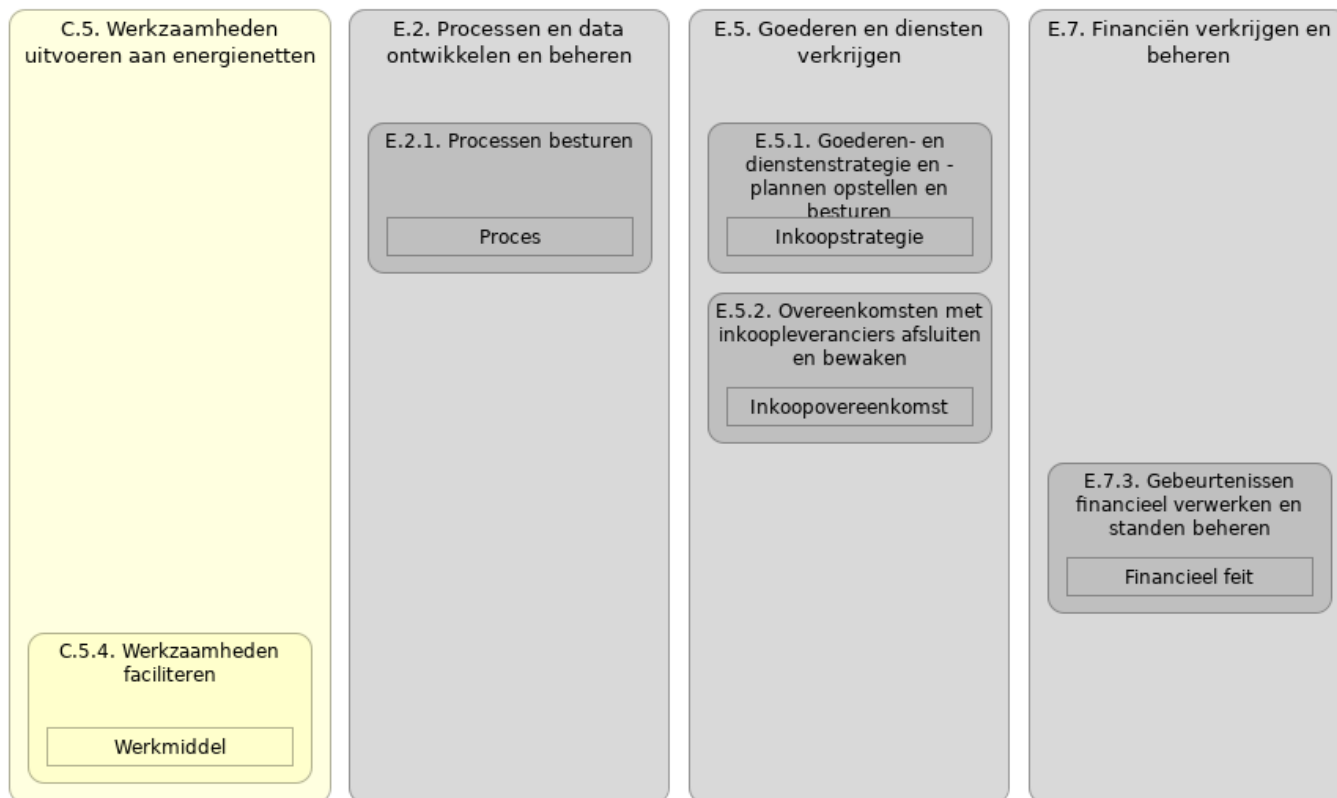 C.5. Werkzaamheden
uitvoeren aan energienetten
C.5.4. Werkzaamheden
faciliteren
Werkmiddel
E.2. Processen en data
ontwikkelen en beheren
E.2.1. Processen besturen
Proces
E.5. Goederen en diensten
verkrijgen
E.5.1. Goederen- en
dienstenstrategie en -
plannen opstellen en
besturen
Inkoopstrategie
E.5.2. Overeenkomsten met
inkoopleveranciers afsluiten
en bewaken
Inkoopovereenkomst
E.7. Financiën verkrijgen en
beheren
E.7.3. Gebeurtenissen
financieel verwerken en
standen beheren
Financieel feit